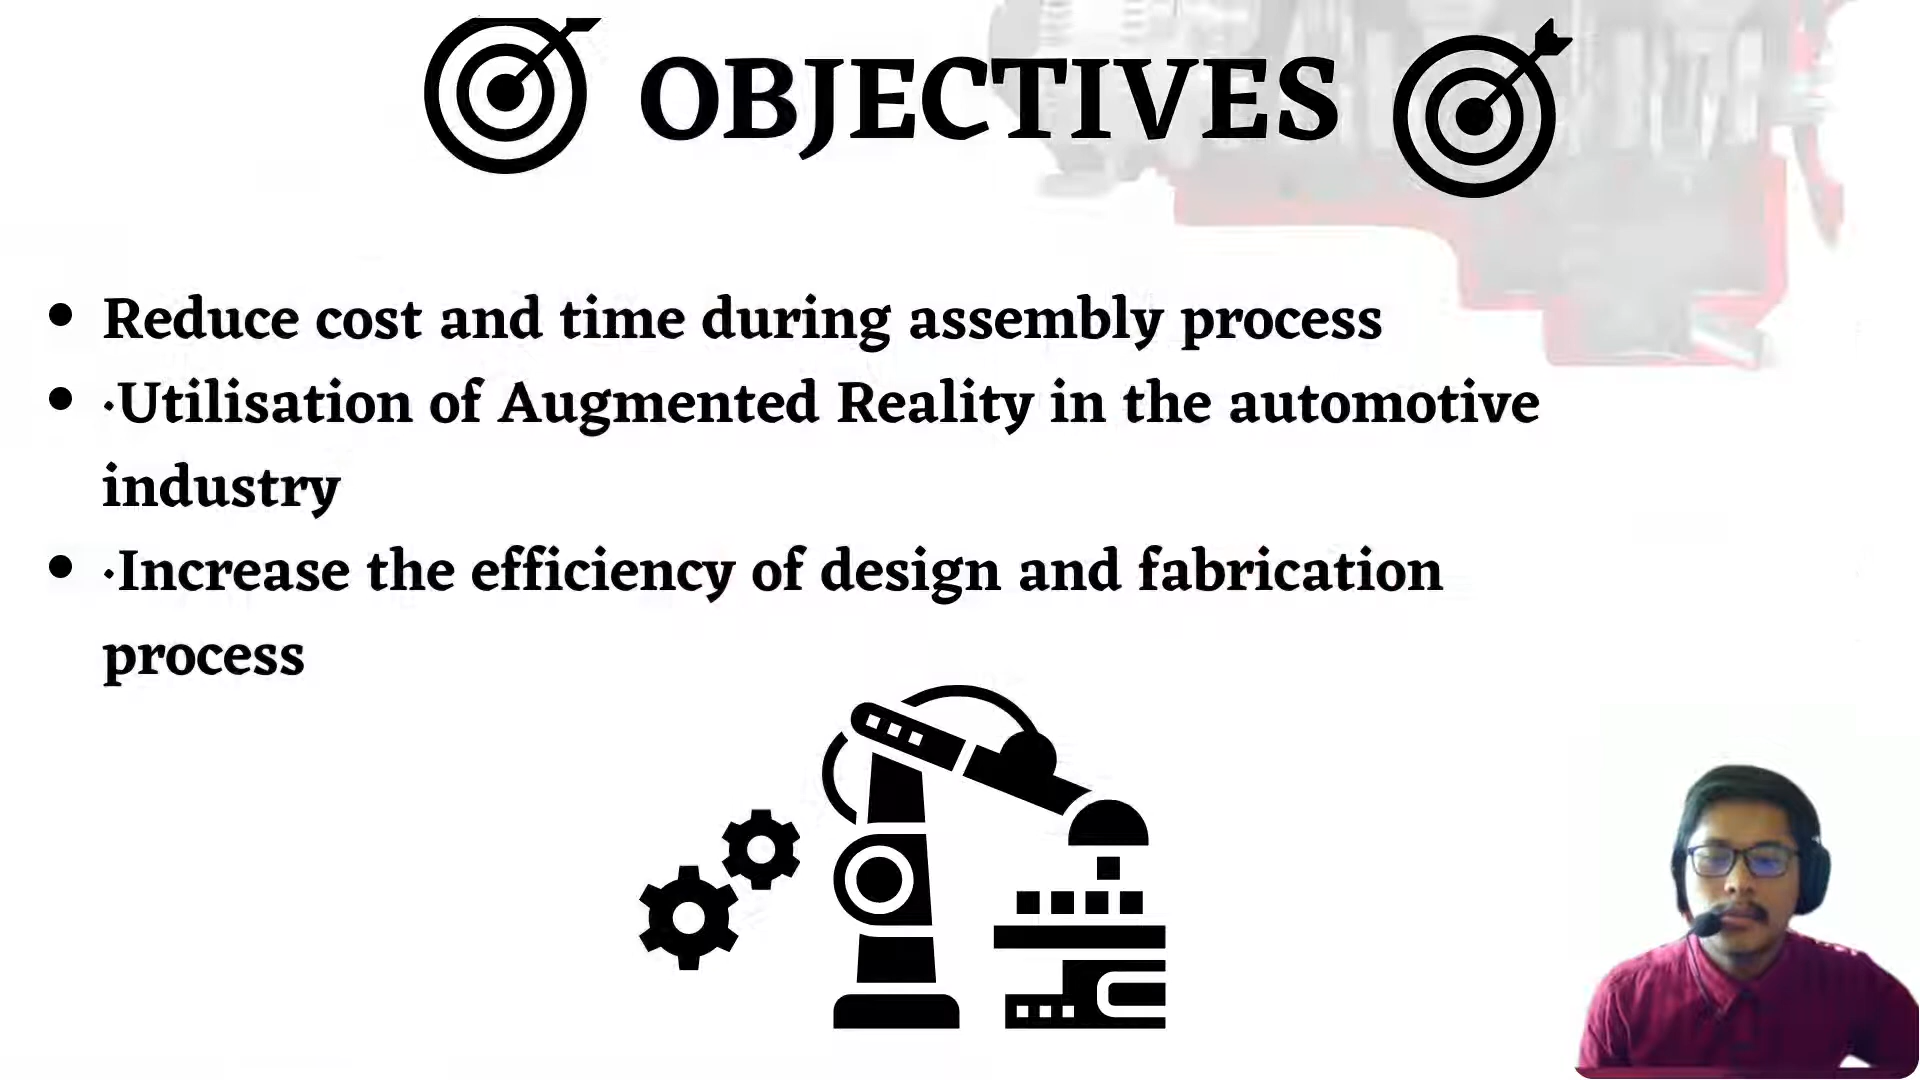 OBJECTIVES
• Reduce cost and time during assembly process
• ·Utilisation of Augmented Reality in the automotive
industry
• ·Increase the efficiency of design and fabrication
process